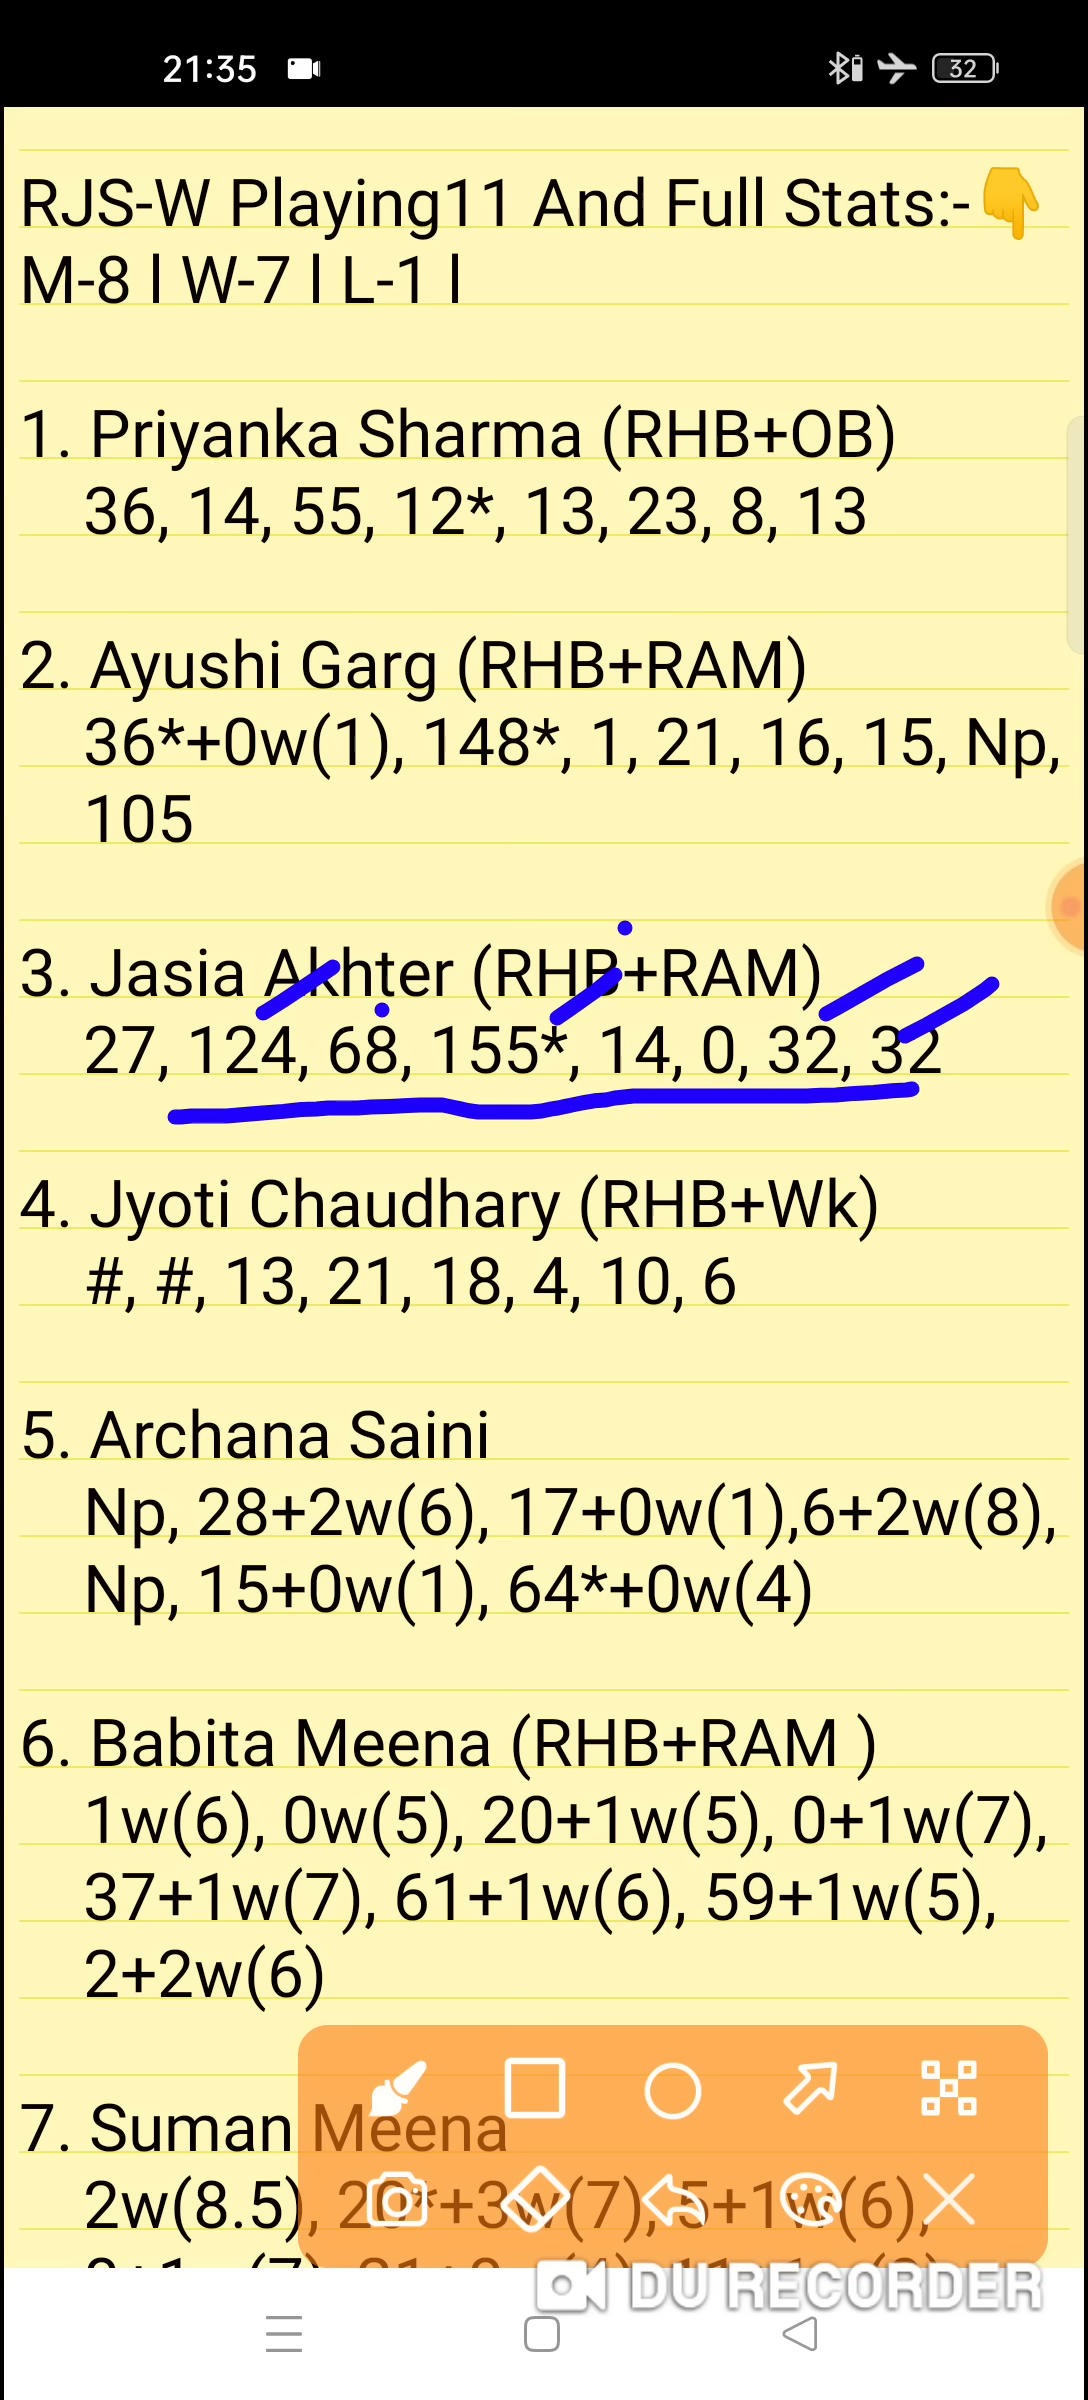 21:35
32
RJS-W Playing11 And Full Stats:-👇
M-8 l W-7 l L-1 l
1. Priyanka Sharma (RHB+OB)
36, 14, 55, 12*, 13, 23, 8, 13
2. Ayushi Garg (RHB+RAM)
36*+0w(1), 148*, 1, 21, 16, 15, Np,
105
3. Jasia Akhter (RHB+RAM)
27, 124, 68, 155*, 14, 0, 32, 32
4. Jyoti Chaudhary (RHB+Wk)
#, #, 13, 21, 18, 4, 10, 6
5. Archana Saini
Np, 28+2w(6), 17+0w(1),6+2w(8),
Np, 15+0w(1), 64*+0w(4)
6. Babita Meena (RHB+RAM )
1w(6), 0w(5), 20+1w(5), 0+1w(7),
37+1w(7), 61+1w(6), 59+1w(5),
2+2w(6)
7. Suman Meena
2w(8.5), 20*+3w(7), 5+1w(6),
DU RECORDER